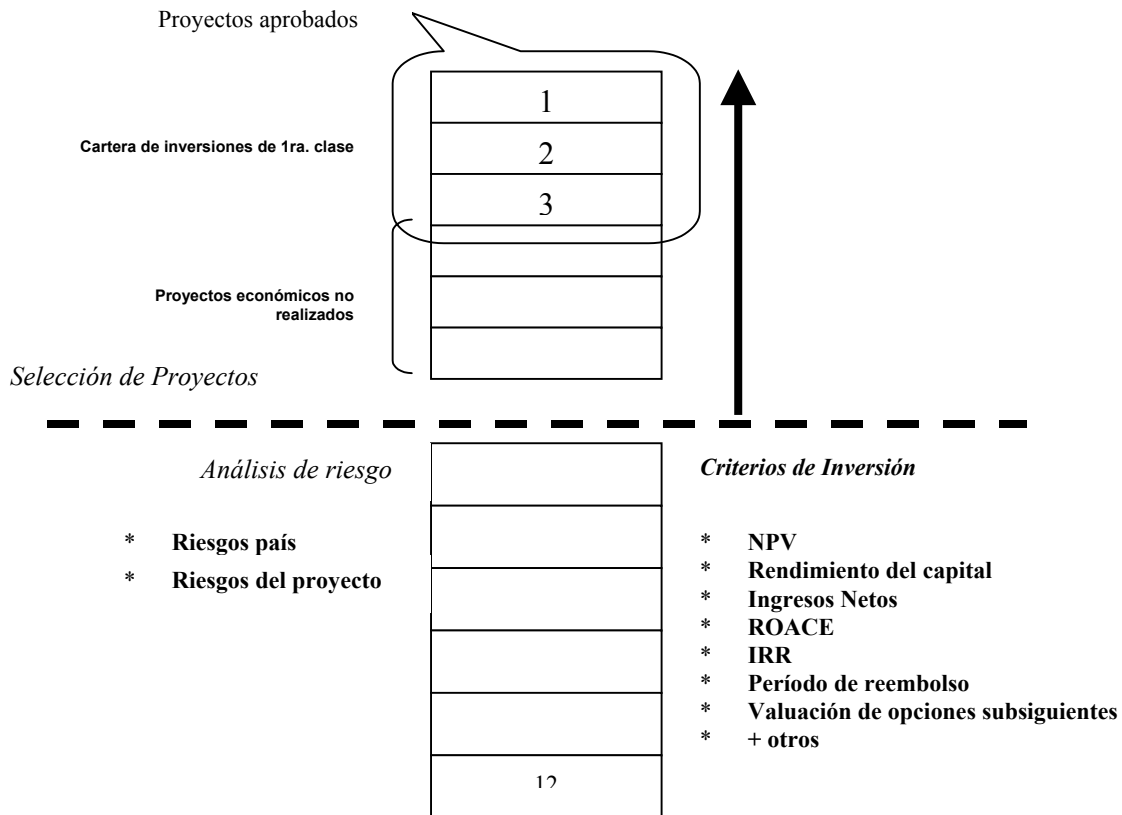 Proyectos aprobados
1
Cartera de inversiones de 1ra. clase
2
3
Proyectos económicos no
realizados
Selección de Proyectos
Análisis de riesgo
* Riesgos país
* Riesgos del proyecto
Criterios de Inversión
* NPV
* Rendimiento del capital
* Ingresos Netos
* ROACE
* IRR
* Período de reembolso
* Valuación de opciones subsiguientes
* + otros
12